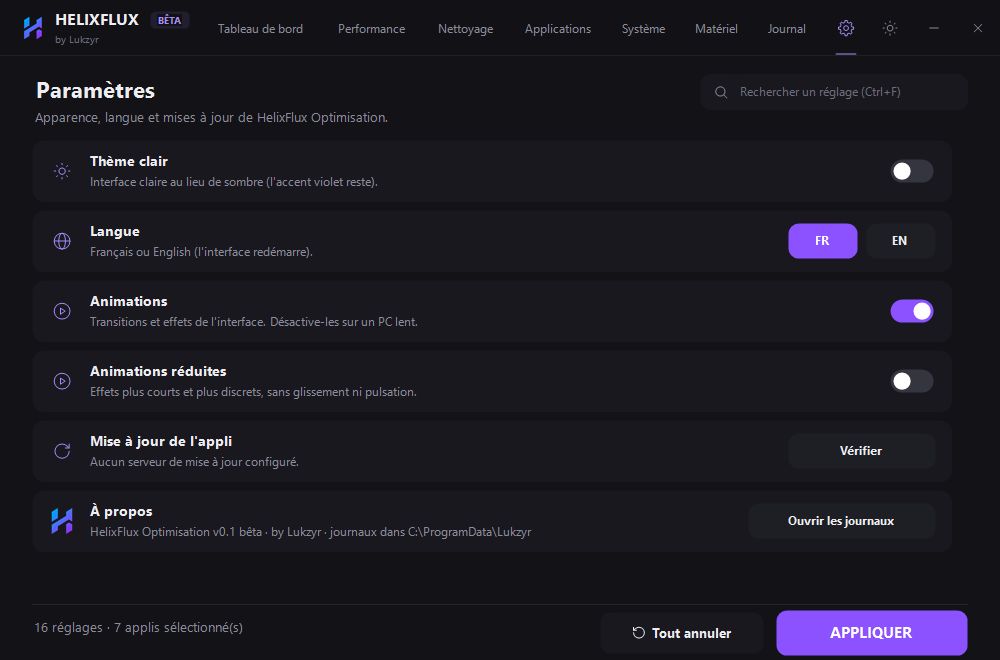 HELIXFLUX BÊTA
by Lukzyr
Tableau de bord Performance Nettoyage Applications Système Matériel Journal
Paramètres
Apparence, langue et mises à jour de HelixFlux Optimisation.
Rechercher un réglage (Ctrl+F)
Thème clair
Interface claire au lieu de sombre (l'accent violet reste).
Langue
Français ou English (l'interface redémarre).
FR EN
Animations
Transitions et effets de l'interface. Désactive-les sur un PC lent.
Animations réduites
Effets plus courts et plus discrets, sans glissement ni pulsation.
Mise à jour de l'appli
Aucun serveur de mise à jour configuré.
Vérifier
À propos
HelixFlux Optimisation v0.1 bêta · by Lukzyr · journaux dans C:\ProgramData\Lukzyr
Ouvrir les journaux
16 réglages · 7 applis sélectionné(s)
Tout annuler
APPLIQUER